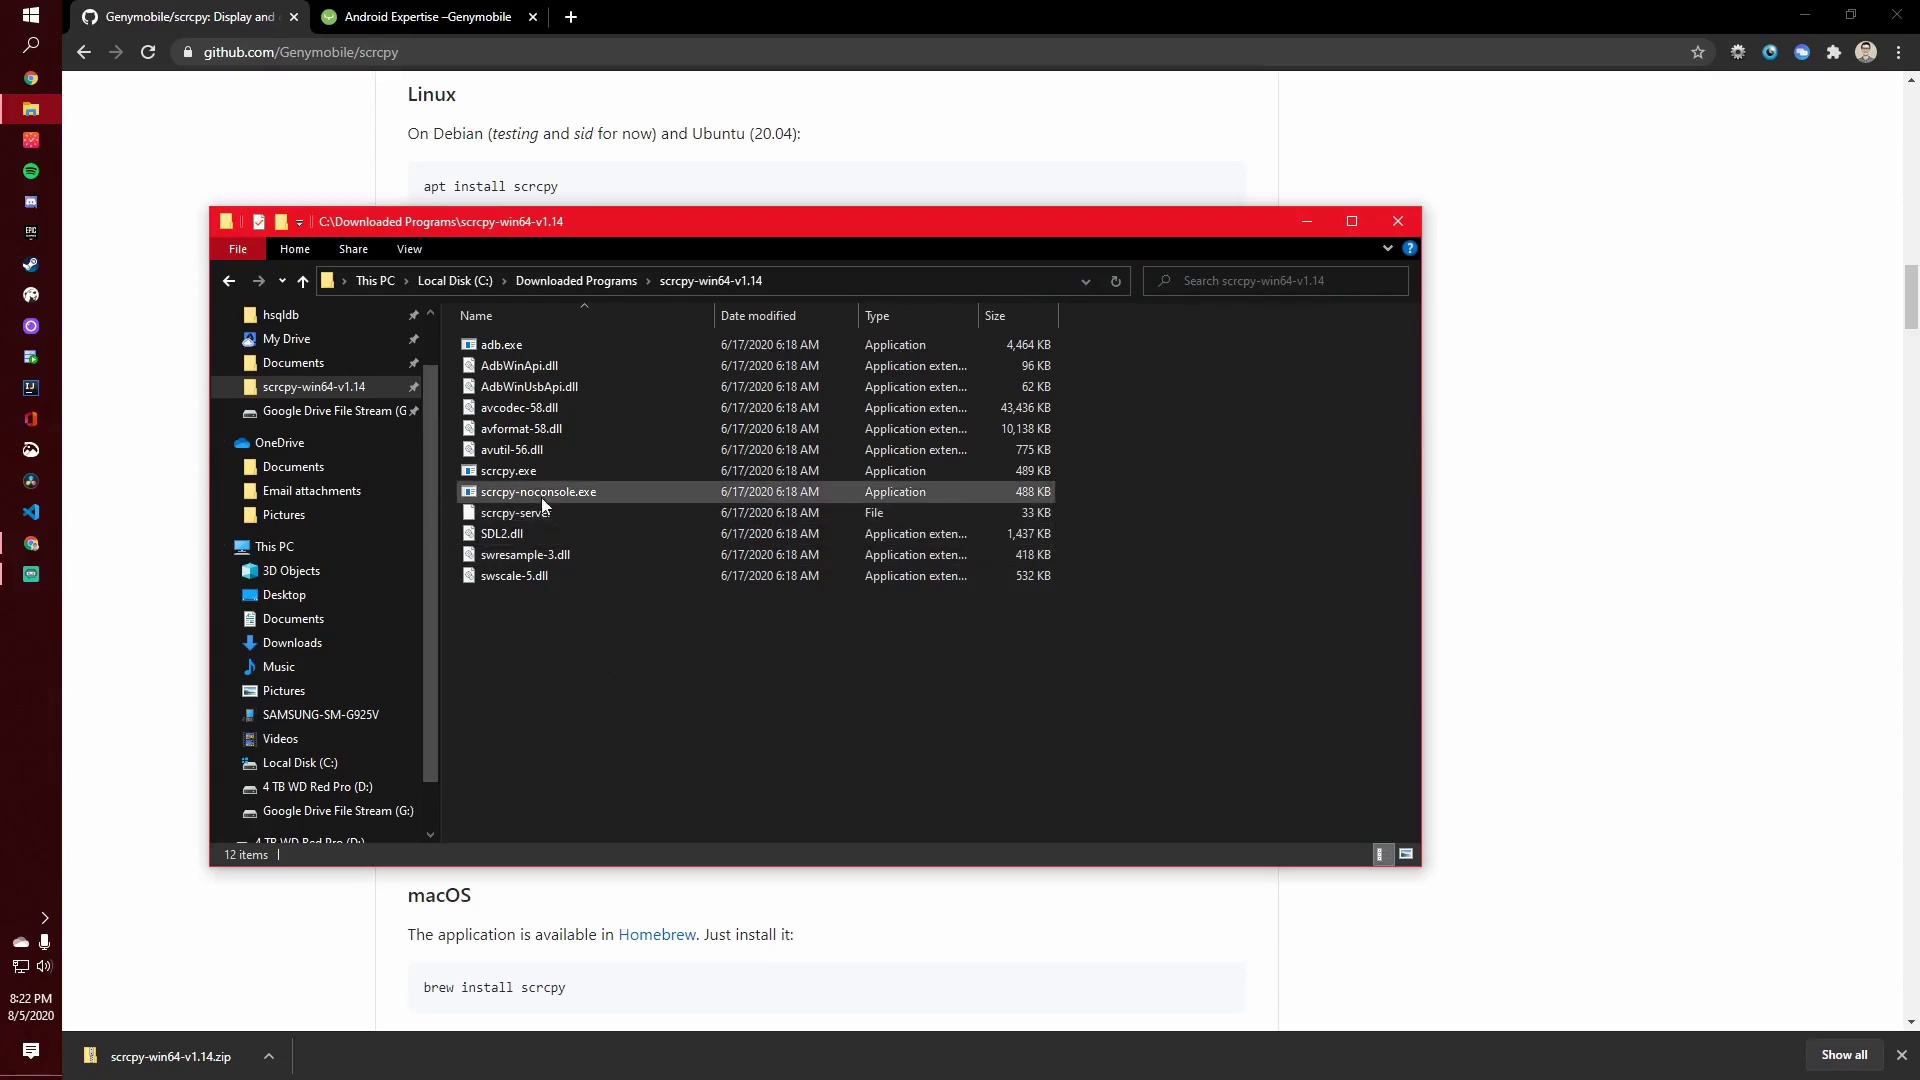 Genymobile/scrcpy: Display and
Android Expertise –Genymobile
github.com/Genymobile/scrcpy
Linux
On Debian (testing and sid for now) and Ubuntu (20.04):
apt install scrcpy
C:\Downloaded Programs\scrcpy-win64-v1.14
File Home Share View
This PC Local Disk (C:) Downloaded Programs scrcpy-win64-v1.14
Search scrcpy-win64-v1.14
hsqldb
My Drive
Documents
scrcpy-win64-v1.14
Google Drive File Stream (G
OneDrive
Documents
Email attachments
Pictures
This PC
3D Objects
Desktop
Documents
Downloads
Music
Pictures
SAMSUNG-SM-G925V
Videos
Local Disk (C:)
4 TB WD Red Pro (D:)
Google Drive File Stream (G:)
4 TB WD Red Pro (D:)
Name Date modified Type Size
adb.exe 6/17/2020 6:18 AM Application 4,464 KB
AdbWinApi.dll 6/17/2020 6:18 AM Application exten... 96 KB
AdbWinUsbApi.dll 6/17/2020 6:18 AM Application exten... 62 KB
avcodec-58.dll 6/17/2020 6:18 AM Application exten... 43,436 KB
avformat-58.dll 6/17/2020 6:18 AM Application exten... 10,138 KB
avutil-56.dll 6/17/2020 6:18 AM Application exten... 775 KB
scrcpy.exe 6/17/2020 6:18 AM Application 489 KB
scrcpy-noconsole.exe 6/17/2020 6:18 AM Application 488 KB
scrcpy-server 6/17/2020 6:18 AM File 33 KB
SDL2.dll 6/17/2020 6:18 AM Application exten... 1,437 KB
swresample-3.dll 6/17/2020 6:18 AM Application exten... 418 KB
swscale-5.dll 6/17/2020 6:18 AM Application exten... 532 KB
12 items
macOS
The application is available in Homebrew. Just install it:
brew install scrcpy
EPIC
IJ
8:22 PM
8/5/2020
scrcpy-win64-v1.14.zip
Show all